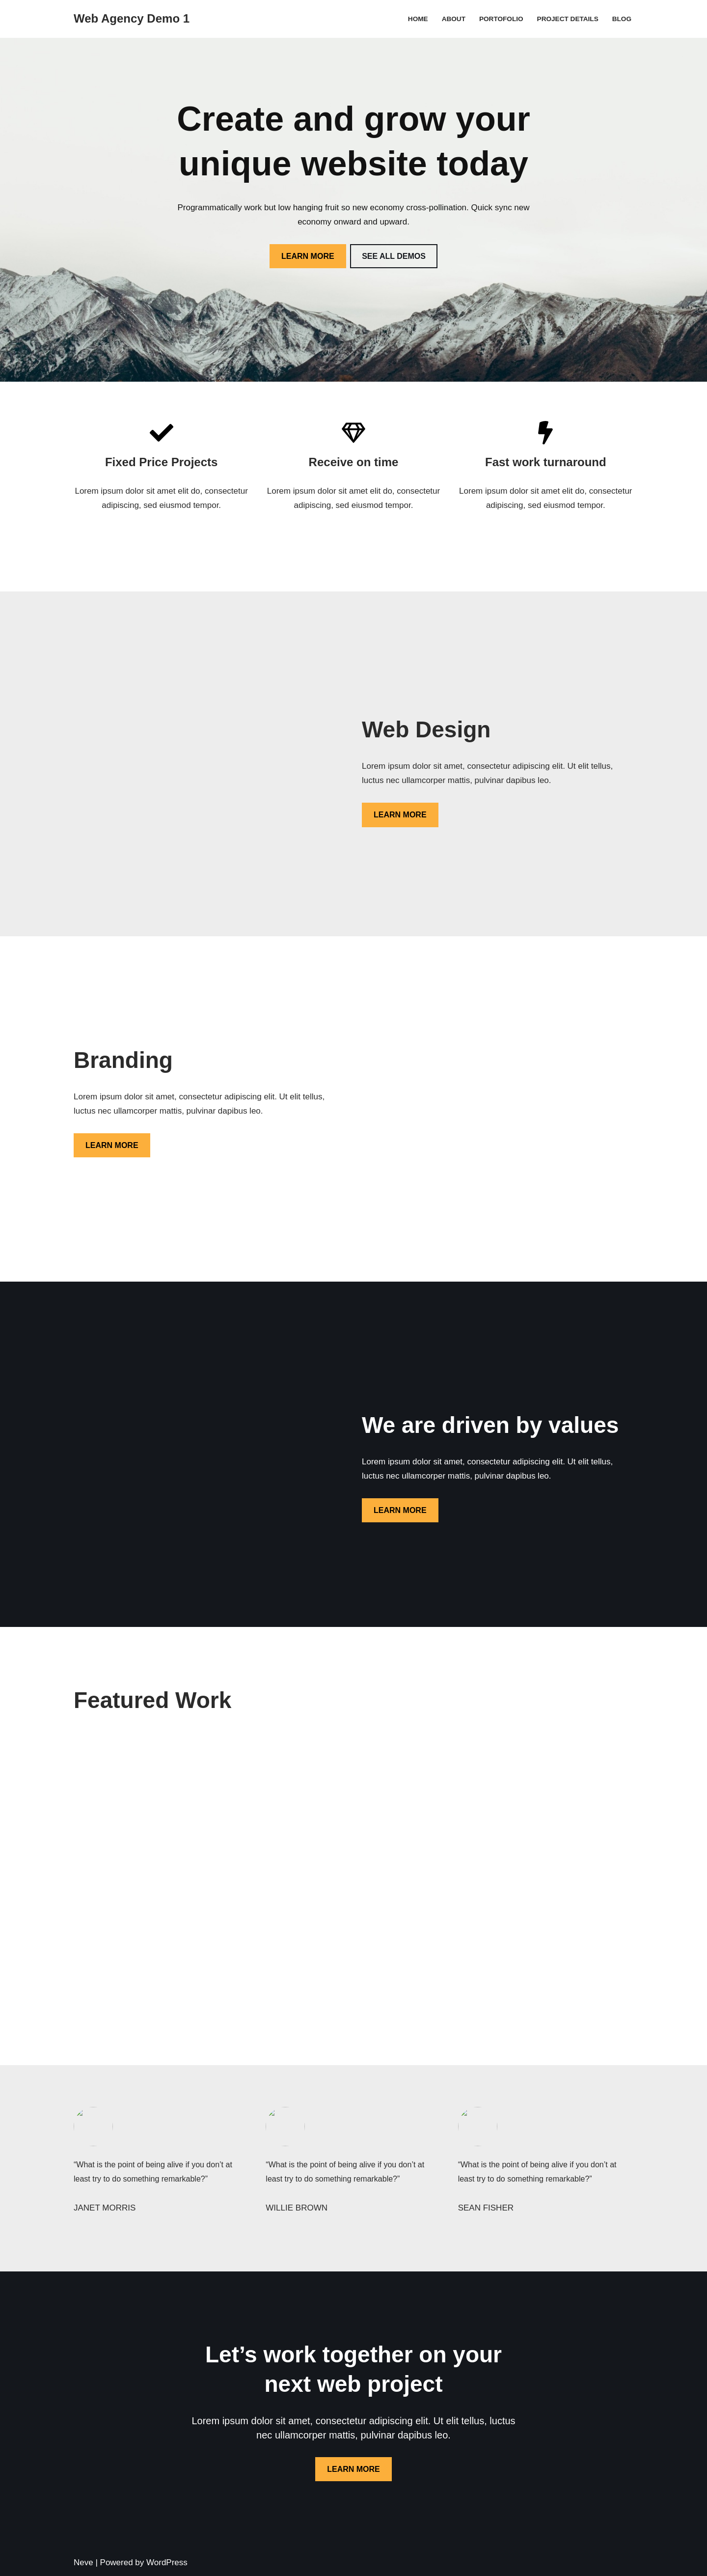 Web Agency Demo 1
HOME ABOUT PORTOFOLIO PROJECT DETAILS BLOG
Create and grow your
unique website today
Programmatically work but low hanging fruit so new economy cross-pollination. Quick sync new
economy onward and upward.
LEARN MORE
SEE ALL DEMOS
Fixed Price Projects
Lorem ipsum dolor sit amet elit do, consectetur
adipiscing, sed eiusmod tempor.
Receive on time
Lorem ipsum dolor sit amet elit do, consectetur
adipiscing, sed eiusmod tempor.
Fast work turnaround
Lorem ipsum dolor sit amet elit do, consectetur
adipiscing, sed eiusmod tempor.
Web Design
Lorem ipsum dolor sit amet, consectetur adipiscing elit. Ut elit tellus,
luctus nec ullamcorper mattis, pulvinar dapibus leo.
LEARN MORE
Branding
Lorem ipsum dolor sit amet, consectetur adipiscing elit. Ut elit tellus,
luctus nec ullamcorper mattis, pulvinar dapibus leo.
LEARN MORE
We are driven by values
Lorem ipsum dolor sit amet, consectetur adipiscing elit. Ut elit tellus,
luctus nec ullamcorper mattis, pulvinar dapibus leo.
LEARN MORE
Featured Work
“What is the point of being alive if you don’t at
least try to do something remarkable?”
JANET MORRIS
“What is the point of being alive if you don’t at
least try to do something remarkable?”
WILLIE BROWN
“What is the point of being alive if you don’t at
least try to do something remarkable?”
SEAN FISHER
Let’s work together on your
next web project
Lorem ipsum dolor sit amet, consectetur adipiscing elit. Ut elit tellus, luctus
nec ullamcorper mattis, pulvinar dapibus leo.
LEARN MORE
Neve | Powered by WordPress